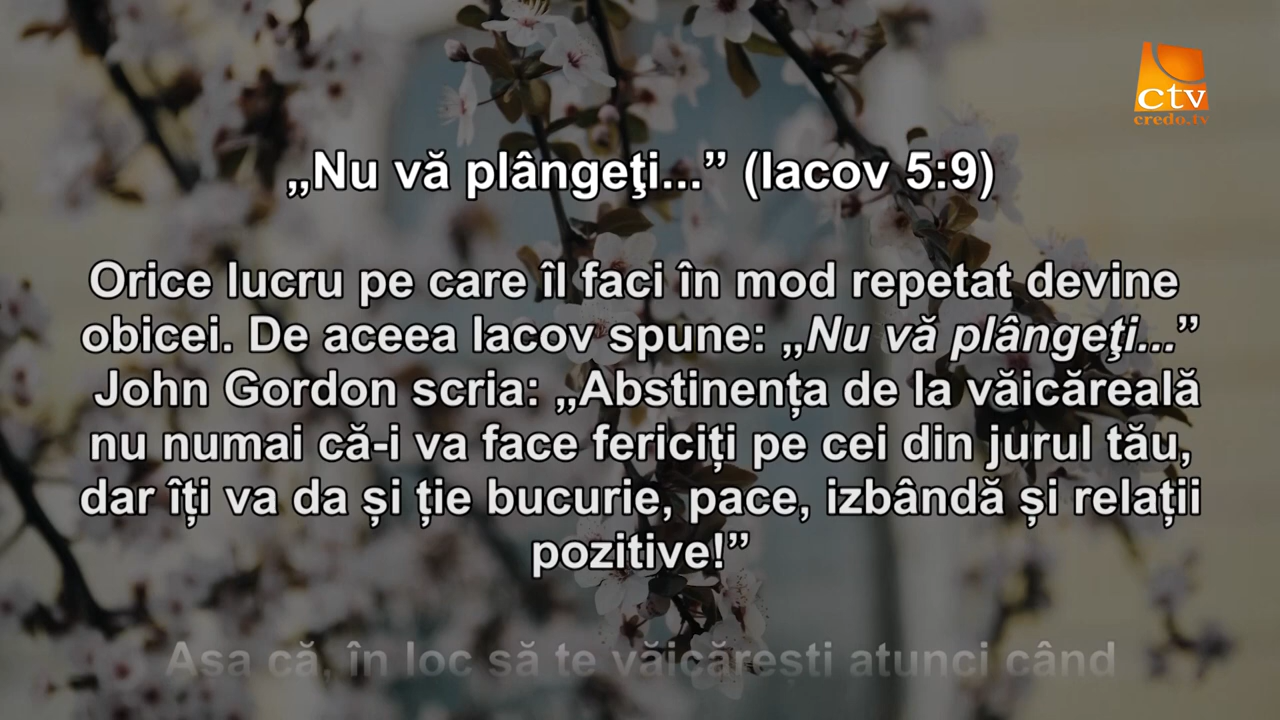 ctv
credo.tv
„Nu vă plângeţi...” (Iacov 5:9)
Orice lucru pe care îl faci în mod repetat devine
obicei. De aceea Iacov spune: „Nu vă plângeţi...”
John Gordon scria: „Abstinența de la văicăreală
nu numai că-i va face fericiți pe cei din jurul tău,
dar îți va da și ție bucurie, pace, izbândă și relații
pozitive!”
Așa că, în loc să te văicărești atunci când